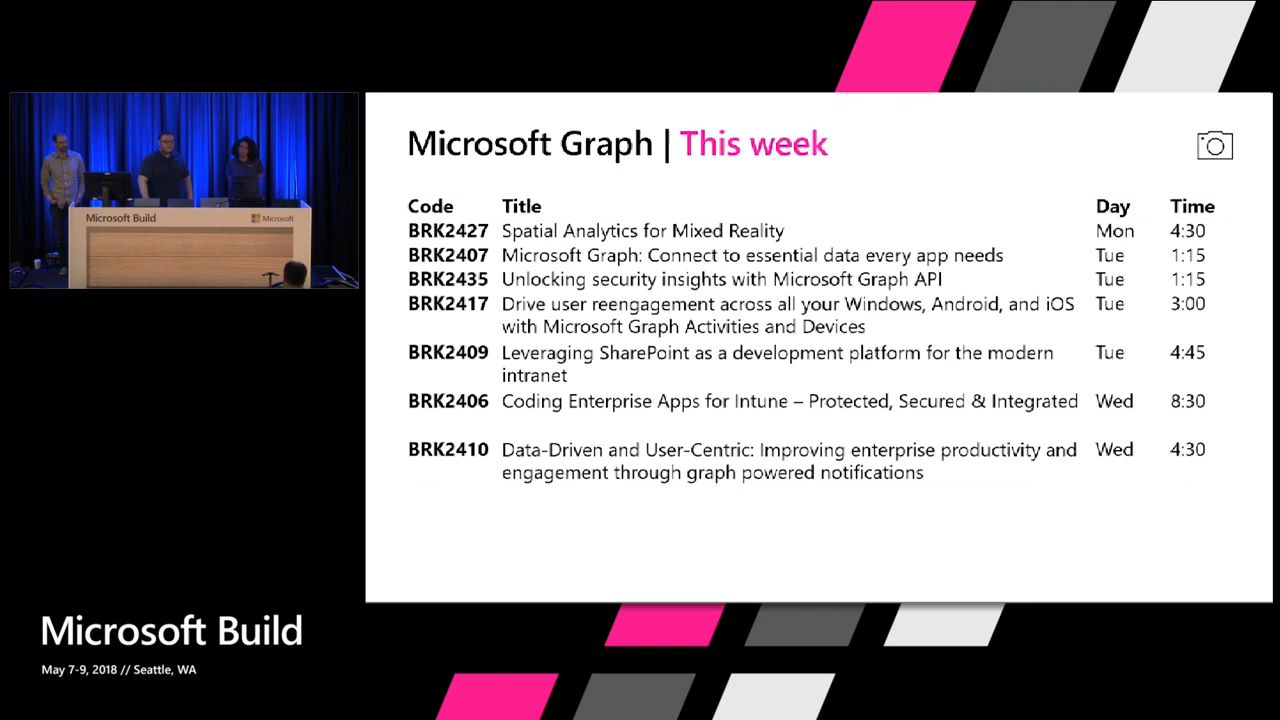 Microsoft Graph | This week
Code Title Day Time
BRK2427 Spatial Analytics for Mixed Reality Mon 4:30
BRK2407 Microsoft Graph: Connect to essential data every app needs Tue 1:15
BRK2435 Unlocking security insights with Microsoft Graph API Tue 1:15
BRK2417 Drive user reengagement across all your Windows, Android, and iOS Tue 3:00
with Microsoft Graph Activities and Devices
BRK2409 Leveraging SharePoint as a development platform for the modern Tue 4:45
intranet
BRK2406 Coding Enterprise Apps for Intune – Protected, Secured & Integrated Wed 8:30
BRK2410 Data-Driven and User-Centric: Improving enterprise productivity and Wed 4:30
engagement through graph powered notifications
Microsoft Build
Microsoft
Microsoft Build
May 7-9, 2018 // Seattle, WA